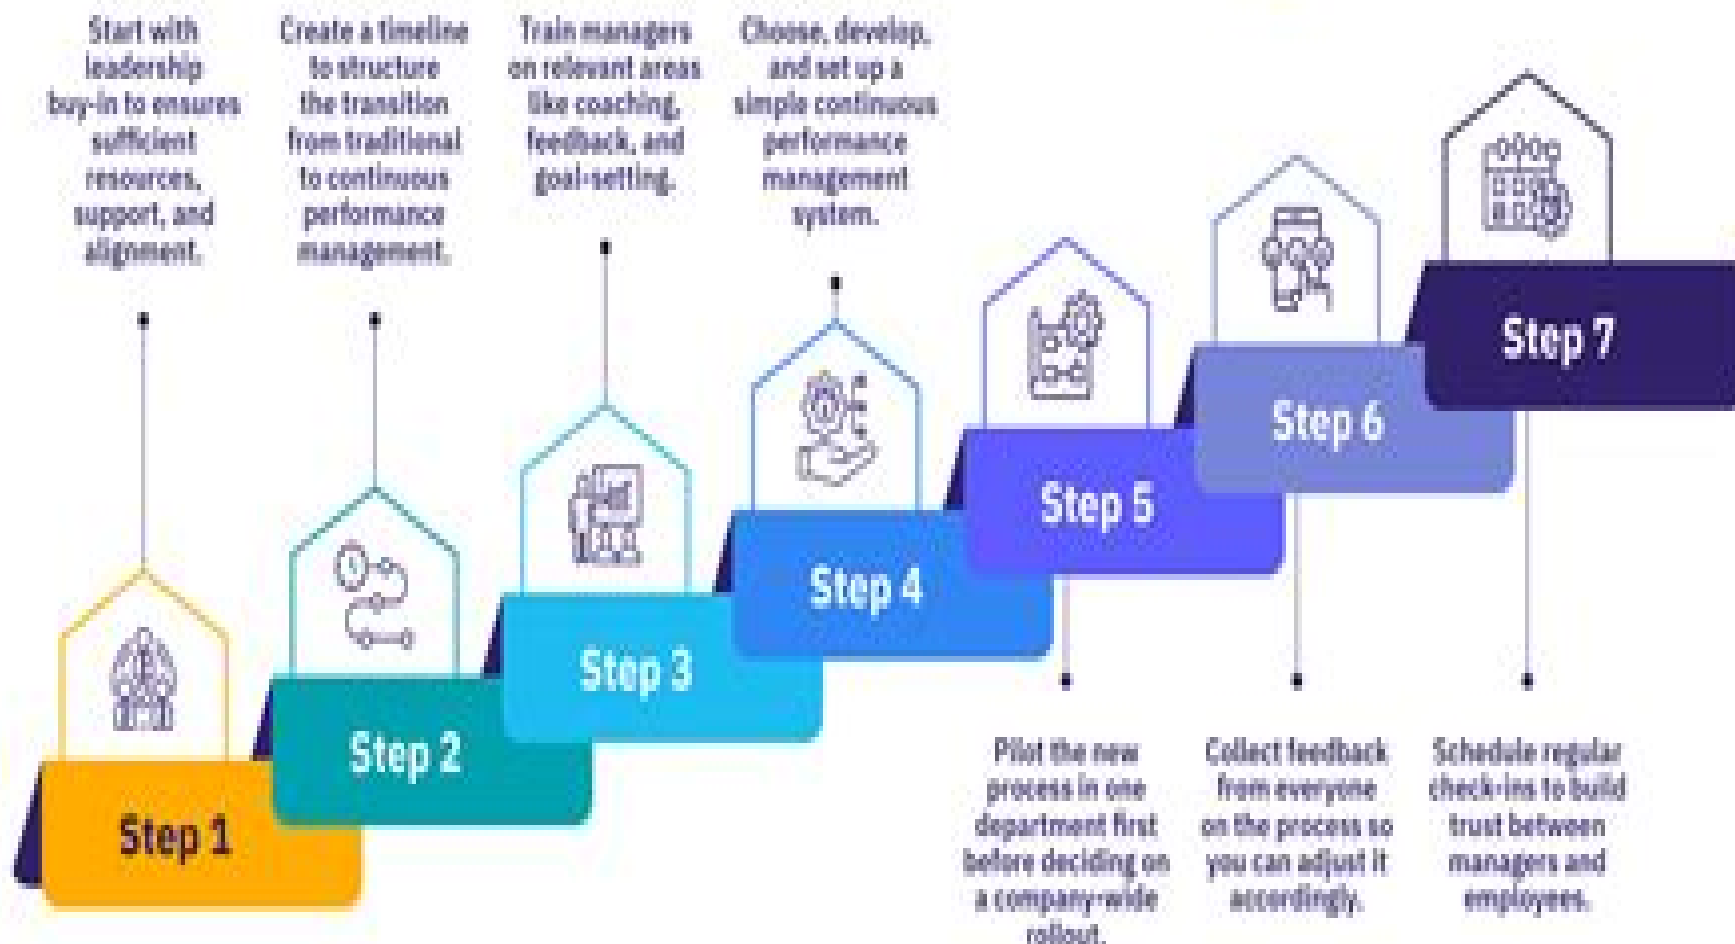 Start with
leadership
buy-in to ensures
sufficient
resources,
support, and
alignment.
Create a timeline
to structure
the transition
from traditional
to continuous
performance
management.
Train managers
on relevant areas
like coaching,
feedback, and
goal-setting.
Choose, develop,
and set up a
simple continuous
performance
management
system.
Step 1
Step 2
Step 3
Step 4
Step 5
Step 6
Step 7
Pilot the new
process in one
department first
before deciding on
a company-wide
rollout.
Collect feedback
from everyone
on the process so
you can adjust it
accordingly.
Schedule regular
check-ins to build
trust between
managers and
employees.